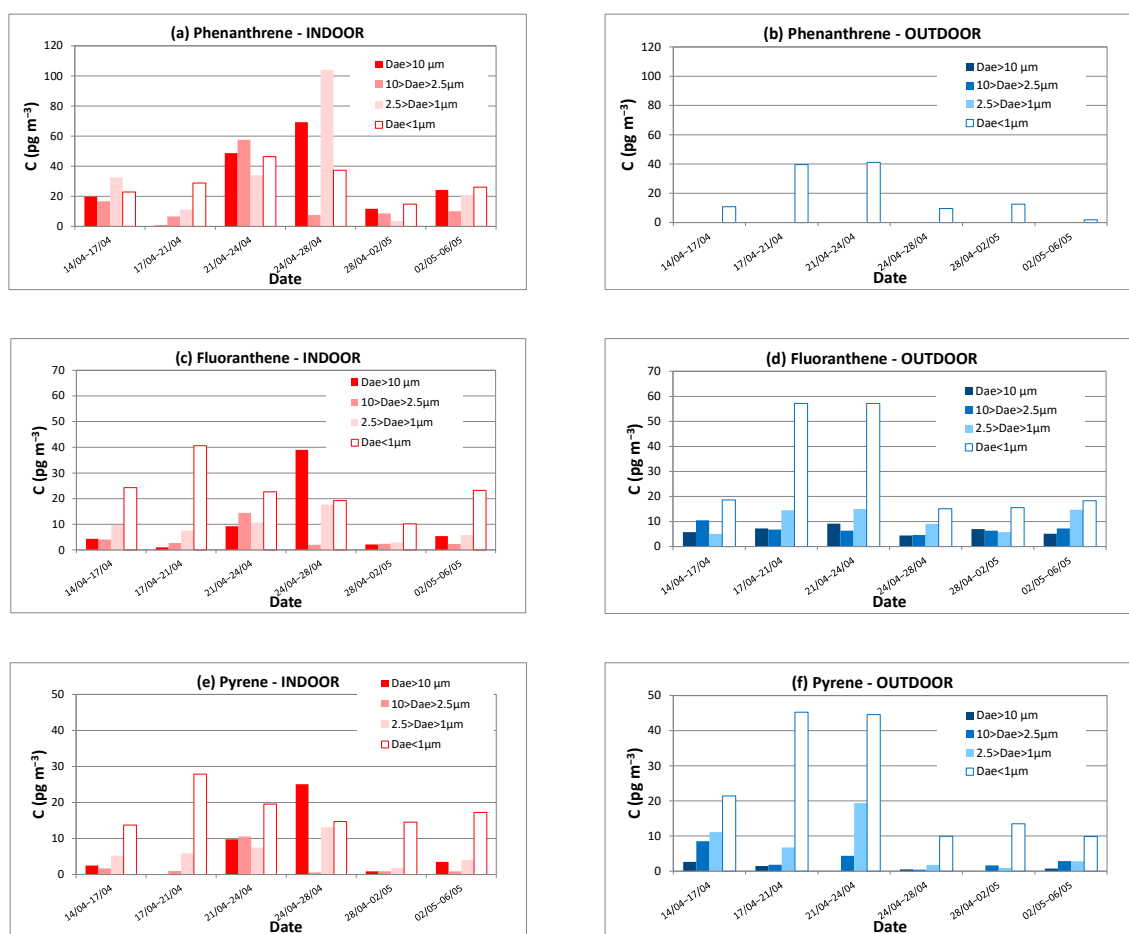 (a) Phenanthrene - INDOOR
C (pg m⁻³)
120
100
80
60
40
20
0
Dae>10 µm
10>Dae>2.5µm
2.5>Dae>1µm
Dae<1µm
14/04–17/04
17/04–21/04
21/04–24/04
24/04–28/04
28/04–02/05
02/05–06/05
Date
(b) Phenanthrene - OUTDOOR
C (pg m⁻³)
120
100
80
60
40
20
0
Dae>10 µm
10>Dae>2.5µm
2.5>Dae>1µm
Dae<1µm
14/04–17/04
17/04–21/04
21/04–24/04
24/04–28/04
28/04–02/05
02/05–06/05
Date
(c) Fluoranthene - INDOOR
C (pg m⁻³)
70
60
50
40
30
20
10
0
Dae>10 µm
10>Dae>2.5µm
2.5>Dae>1µm
Dae<1µm
14/04–17/04
17/04–21/04
21/04–24/04
24/04–28/04
28/04–02/05
02/05–06/05
Date
(d) Fluoranthene - OUTDOOR
C (pg m⁻³)
70
60
50
40
30
20
10
0
Dae>10 µm
10>Dae>2.5µm
2.5>Dae>1µm
Dae<1µm
14/04–17/04
17/04–21/04
21/04–24/04
24/04–28/04
28/04–02/05
02/05–06/05
Date
(e) Pyrene - INDOOR
C (pg m⁻³)
50
40
30
20
10
0
Dae>10 µm
10>Dae>2.5µm
2.5>Dae>1µm
Dae<1µm
14/04–17/04
17/04–21/04
21/04–24/04
24/04–28/04
28/04–02/05
02/05–06/05
Date
(f) Pyrene - OUTDOOR
C (pg m⁻³)
50
40
30
20
10
0
Dae>10 µm
10>Dae>2.5µm
2.5>Dae>1µm
Dae<1µm
14/04–17/04
17/04–21/04
21/04–24/04
24/04–28/04
28/04–02/05
02/05–06/05
Date